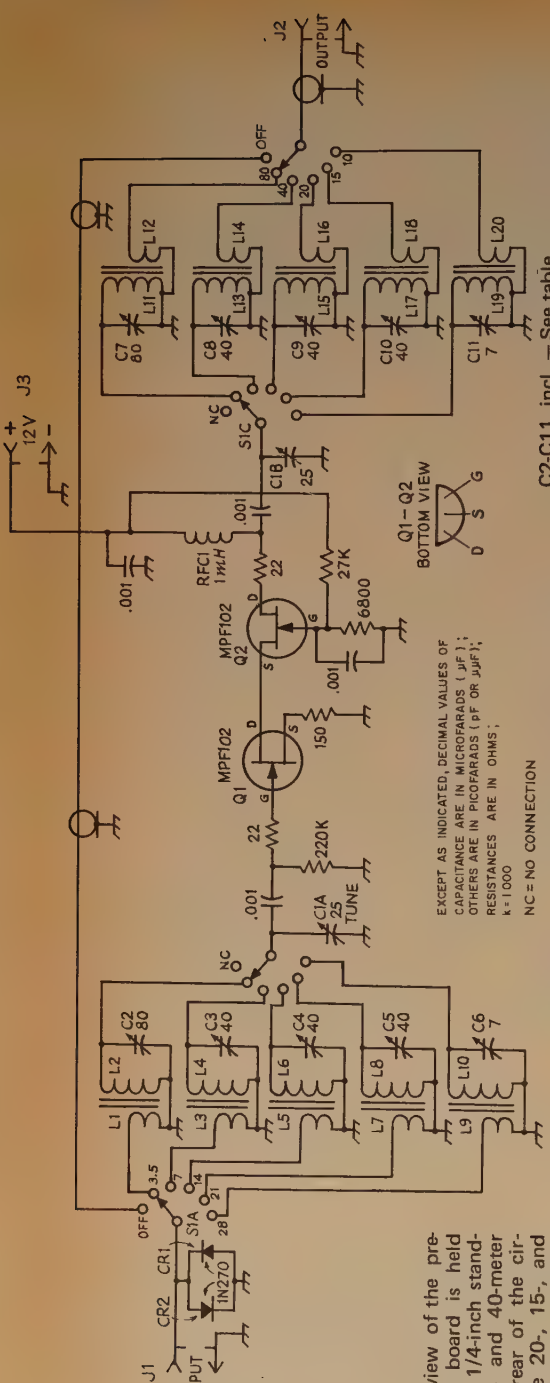 J1
PUT
CR2
CR1
1N270
OFF
3.5
7
14
21
28
S1A
L1
L2
C2
80
L3
L4
C3
40
L5
L6
C4
40
L7
L8
C5
40
L9
L10
C6
7
NC
.001
C1A
25
TUNE
22
220K
MPF102
Q1
G
D
S
150
MPF102
Q2
S
D
G
.001
6800
27K
22
RFC1
1mH
.001
J3
+
12V
-
.001
C1B
25
S1C
NC
C7
80
L11
L12
C8
40
L13
L14
C9
40
L15
L16
C10
40
L17
L18
C11
7
L19
L20
OFF
80
40
20
15
10
J2
OUTPUT
Q1-Q2
BOTTOM VIEW
D
S
G
EXCEPT AS INDICATED, DECIMAL VALUES OF
CAPACITANCE ARE IN MICROFARADS (µF);
OTHERS ARE IN PICOFARADS (pF OR µµF);
RESISTANCES ARE IN OHMS;
k=1000
NC = NO CONNECTION
view of the pre-
board is held
1/4-inch stand-
and 40-meter
rear of the cir-
e 20-, 15-, and
C2-C11, incl. — See table